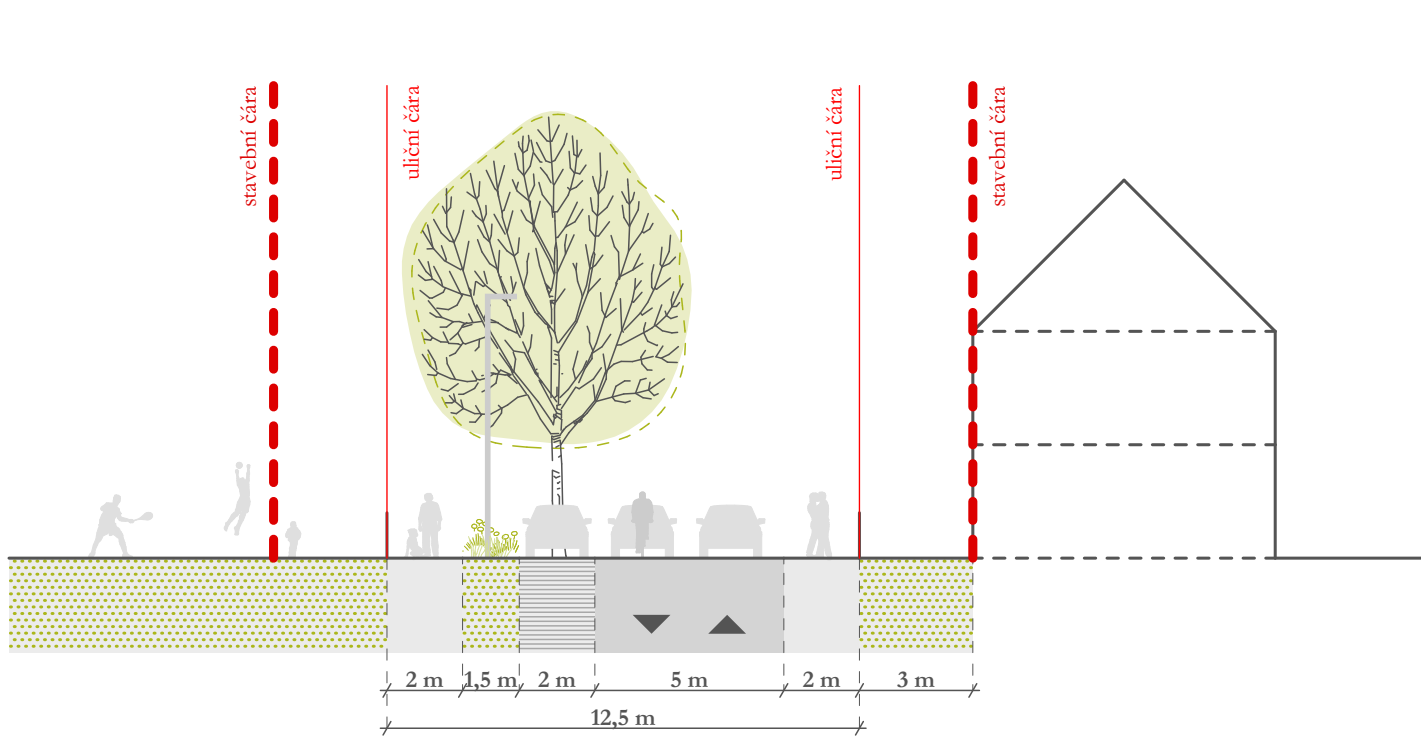 stavební čára
uliční čára
uliční čára
stavební čára
2 m
1,5 m
2 m
5 m
2 m
3 m
12,5 m